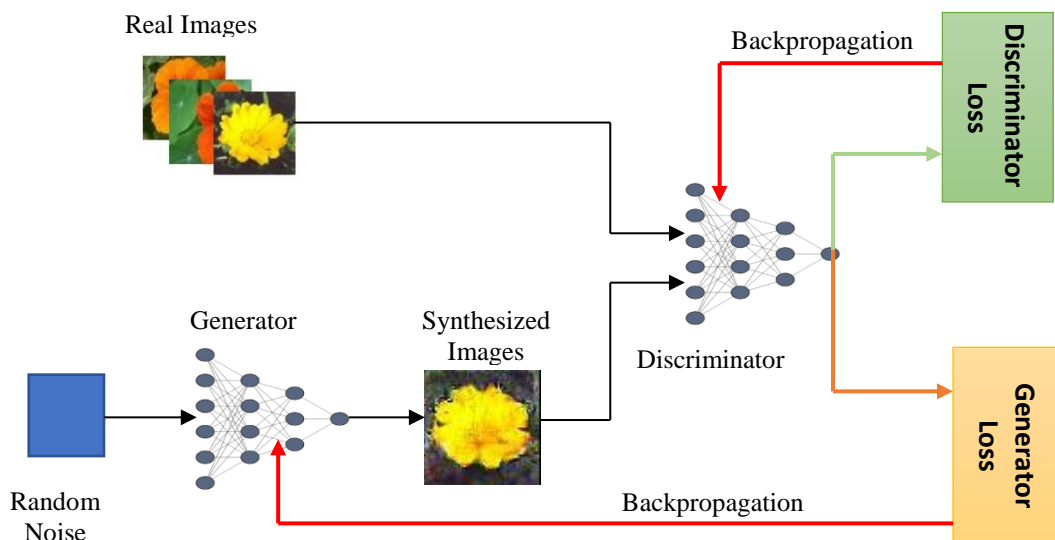 Real Images
Backpropagation
Discriminator
Loss
Generator
Synthesized
Images
Discriminator
Generator
Loss
Random
Noise
Backpropagation